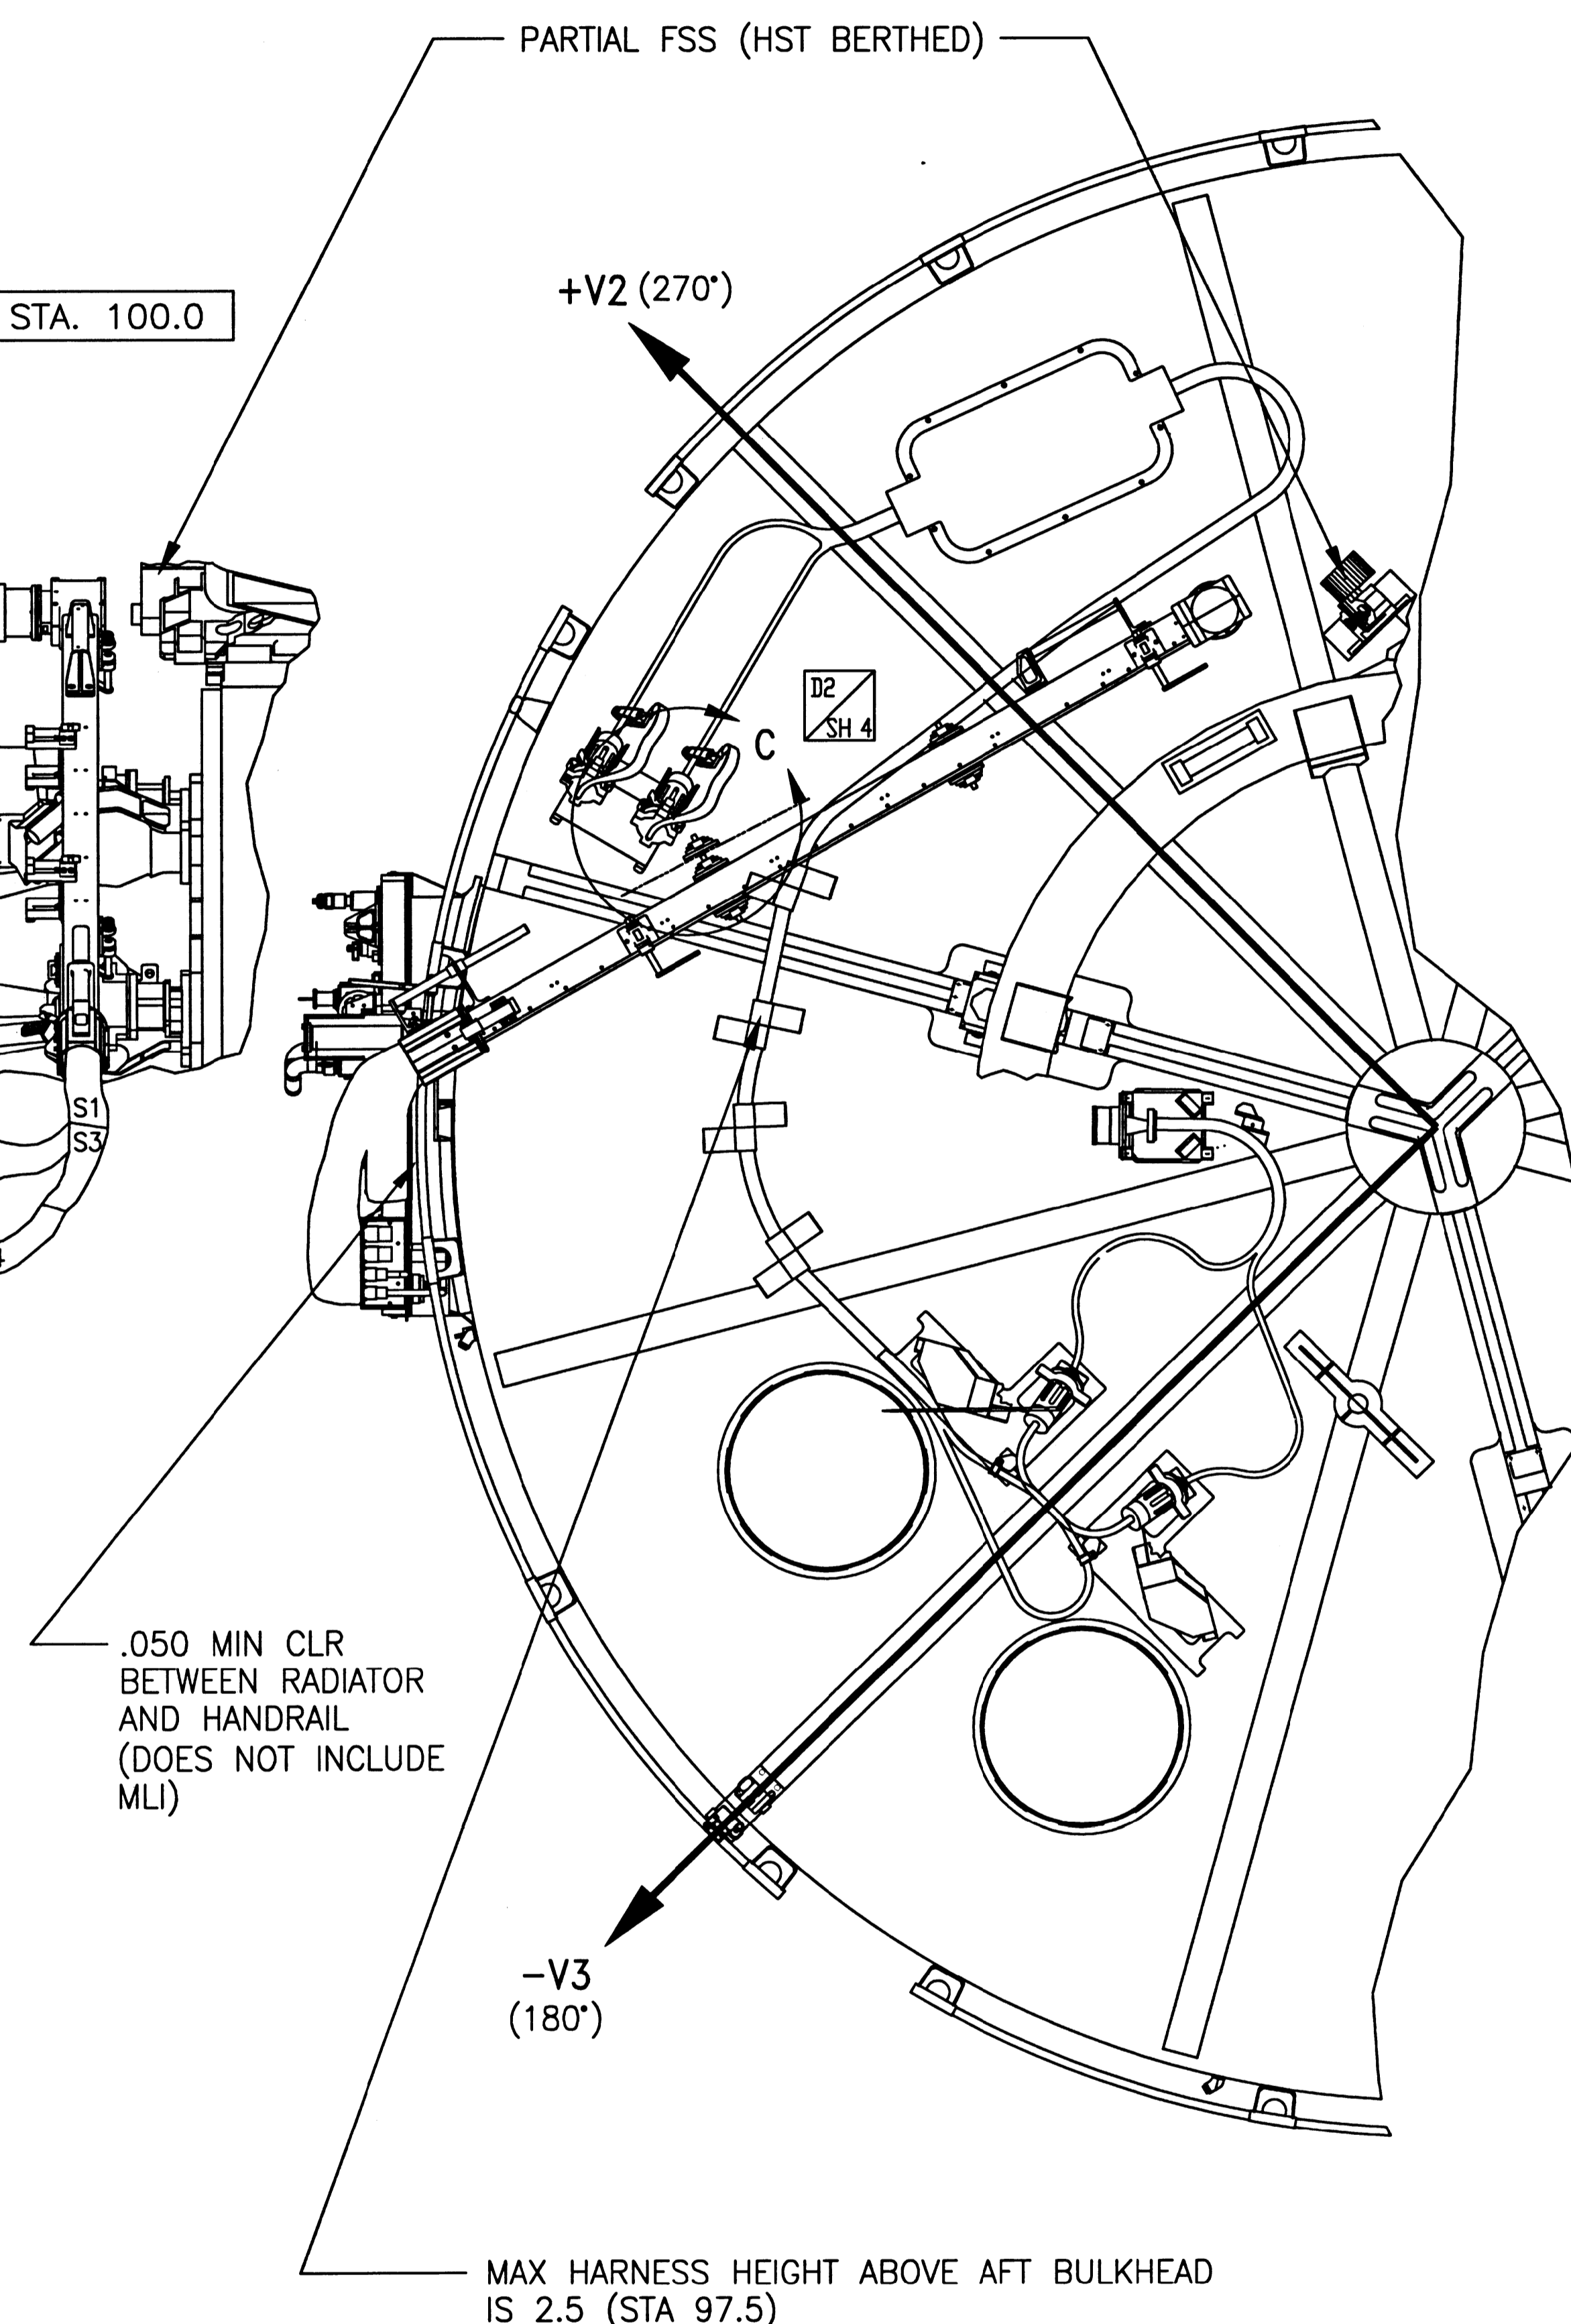 PARTIAL FSS (HST BERTHED)
+V2 (270°)
STA. 100.0
D2
SH 4
C
S1
S3
.050 MIN CLR
BETWEEN RADIATOR
AND HANDRAIL
(DOES NOT INCLUDE
MLI)
-V3
(180°)
MAX HARNESS HEIGHT ABOVE AFT BULKHEAD
IS 2.5 (STA 97.5)